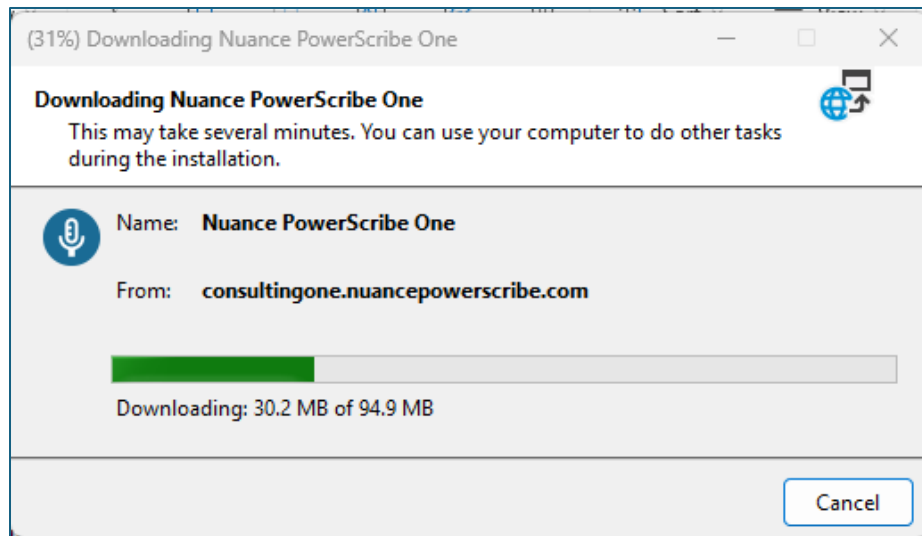 (31%) Downloading Nuance PowerScribe One
Downloading Nuance PowerScribe One
This may take several minutes. You can use your computer to do other tasks
during the installation.
Name: Nuance PowerScribe One
From: consultingone.nuancepowerscribe.com
Downloading: 30.2 MB of 94.9 MB
Cancel